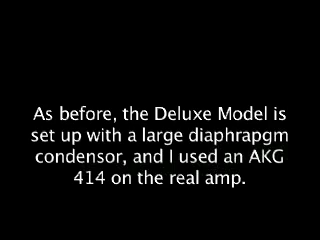 As before, the Deluxe Model is
set up with a large diaphrapgm
condensor, and I used an AKG
414 on the real amp.